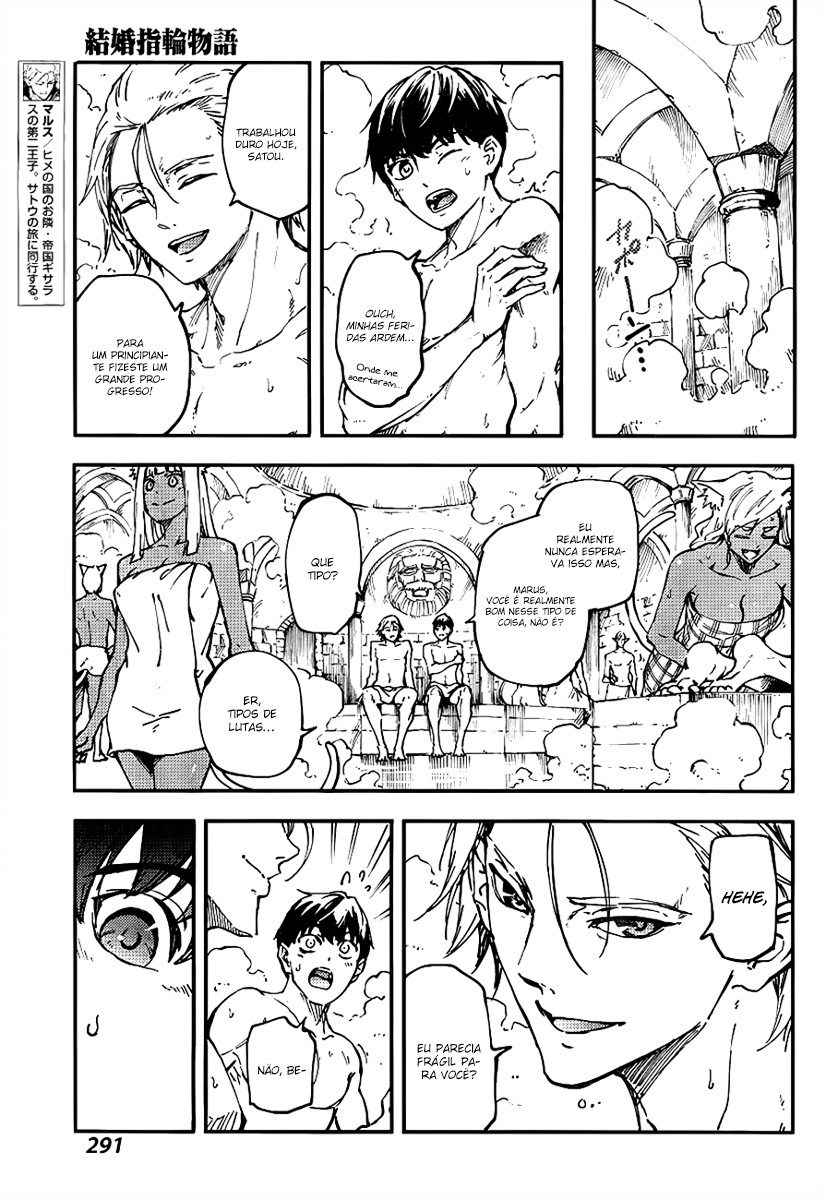 結婚指輪物語
カポーン…
OUCH,
MINHAS FERI-
DAS ARDEM...
Onde me
acertaram...
TRABALHOU
DURO HOJE,
SATOU.
PARA
UM PRINCIPIAN-
TE FIZESTE UM
GRANDE PRO-
GRESSO!
マルス/ヒメの国のお隣・帝国ギサラ
スの第二王子。サトウの旅に同行する。
EU
REALMENTE
NUNCA ESPERA-
VA ISSO MAS,
MARUS,
VOCÊ É REALMENTE
BOM NESSE TIPO DE
COISA, NÃO É?
QUE
TIPO?
ER,
TIPOS DE
LUTAS...
HEHE,
EU PARECIA
FRÁGIL PA-
RA VOCÊ?
NÃO, BE-
291